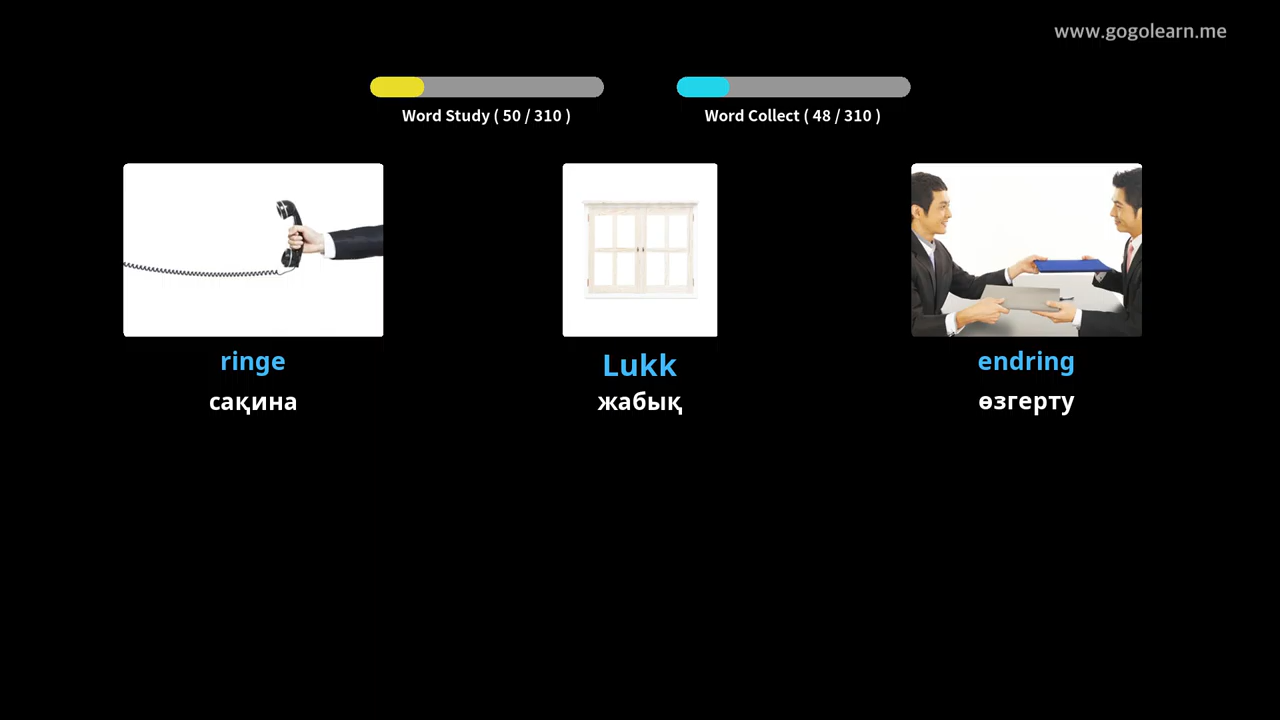 www.gogolearn.me
Word Study ( 50 / 310 )
Word Collect ( 48 / 310 )
ringe
Lukk
endring
сақина
жабық
өзгерту